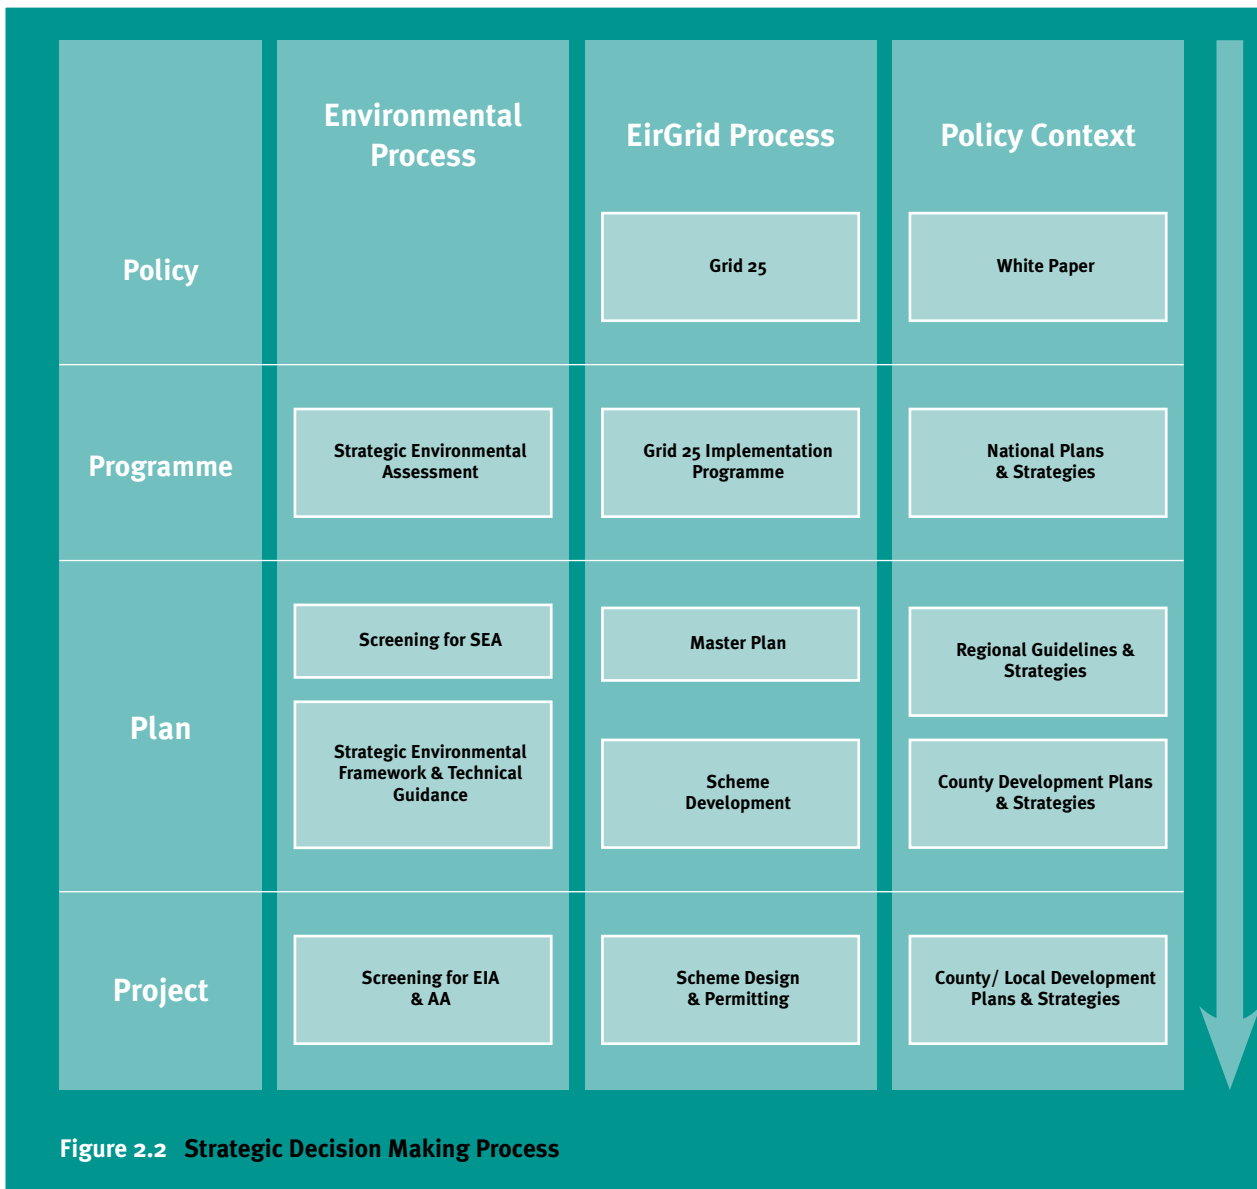 Environmental
Process
EirGrid Process
Policy Context
Policy
Grid 25
White Paper
Programme
Strategic Environmental
Assessment
Grid 25 Implementation
Programme
National Plans
& Strategies
Plan
Screening for SEA
Master Plan
Regional Guidelines &
Strategies
Strategic Environmental
Framework & Technical
Guidance
Scheme
Development
County Development Plans
& Strategies
Project
Screening for EIA
& AA
Scheme Design
& Permitting
County/ Local Development
Plans & Strategies
Figure 2.2 Strategic Decision Making Process